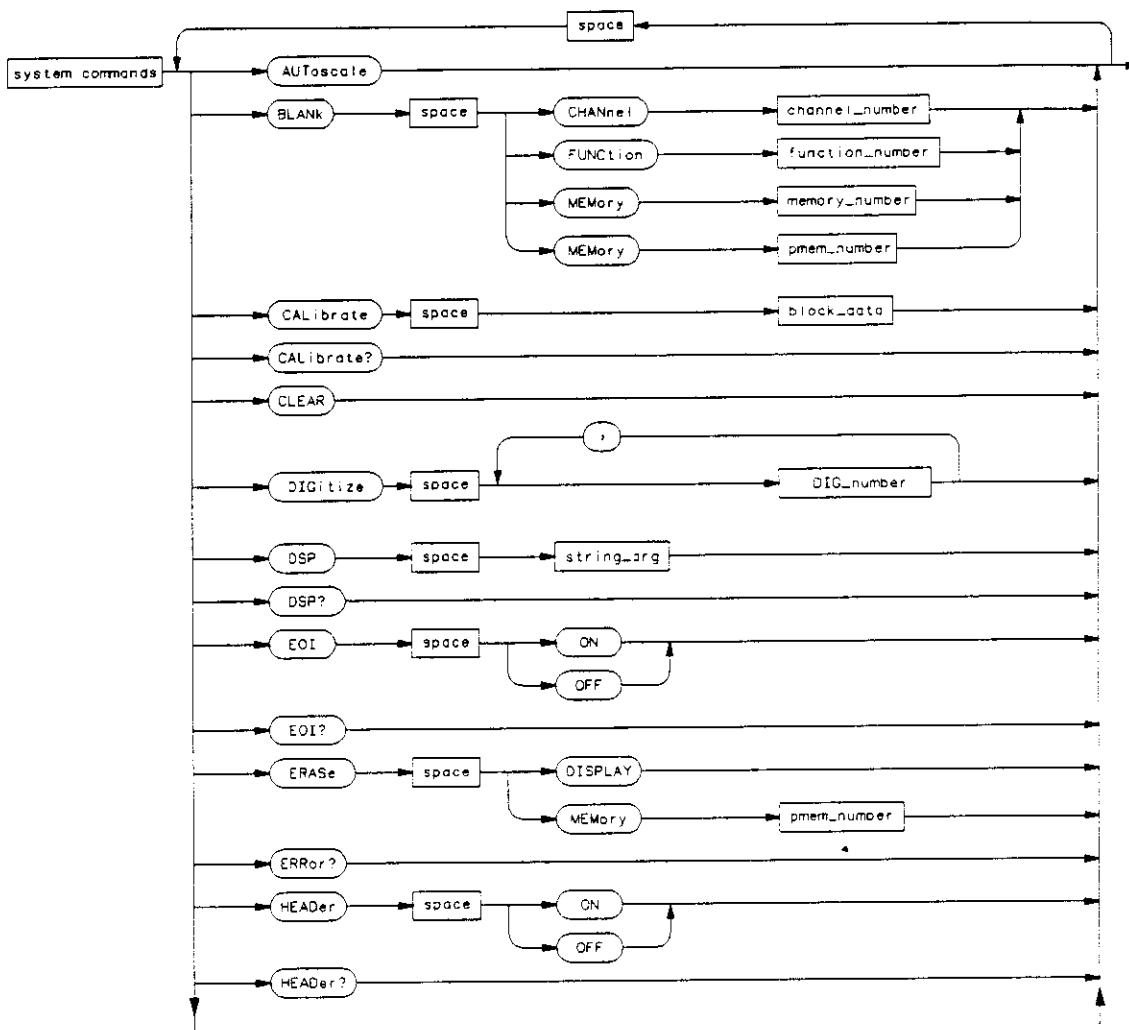 space
system commands
AUToscale
BLANk space CHANnel channel_number
FUNCtion function_number
MEMory memory_number
MEMory pmem_number
CALibrate space block_data
CALibrate?
CLEAR
,
DIGitize space DIG_number
DSP space string_arg
DSP?
EOI space ON
OFF
EOI?
ERASe space DISPLAY
MEMory pmem_number
ERRor?
HEADer space ON
OFF
HEADer?